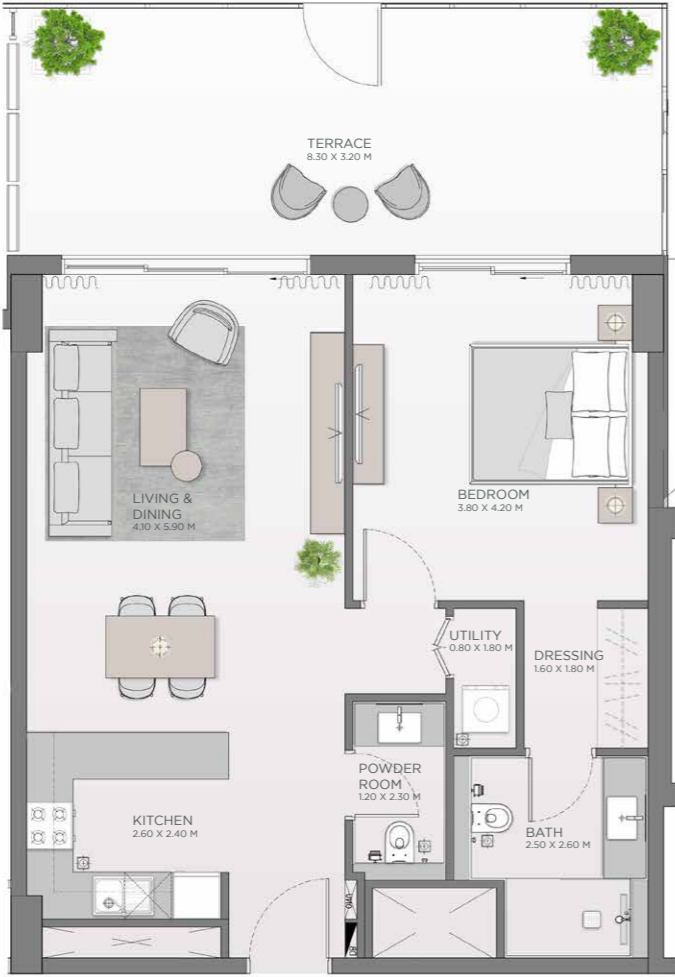 TERRACE
8.30 X 3.20 M
LIVING &
DINING
4.10 X 5.90 M
BEDROOM
3.80 X 4.20 M
UTILITY
0.80 X 1.80 M
DRESSING
1.60 X 1.80 M
POWDER
ROOM
1.20 X 2.30 M
KITCHEN
2.60 X 2.40 M
BATH
2.50 X 2.60 M